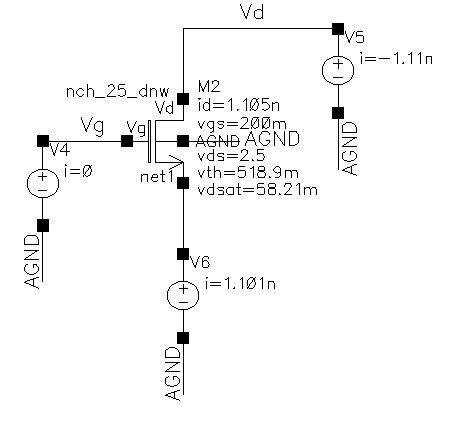 Vd
V5
i=-1.11n
AGND
nch_25_dnw
M2
Vd
id=1.105n
vgs=200m
Vg
Vg
AGND
AGND
vds=2.5
vth=518.9m
vdsat=58.21m
net1
V4
i=0
AGND
V6
i=1.101n
AGND